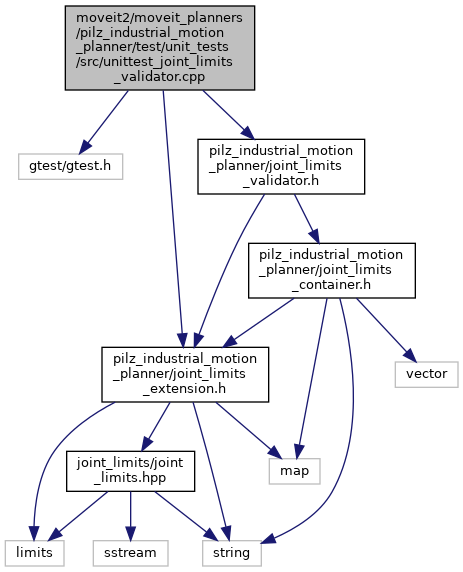 moveit2/moveit_planners
/pilz_industrial_motion
_planner/test/unit_tests
/src/unittest_joint_limits
_validator.cpp
gtest/gtest.h
pilz_industrial_motion
_planner/joint_limits
_validator.h
pilz_industrial_motion
_planner/joint_limits
_container.h
pilz_industrial_motion
_planner/joint_limits
_extension.h
vector
joint_limits/joint
_limits.hpp
map
limits
sstream
string